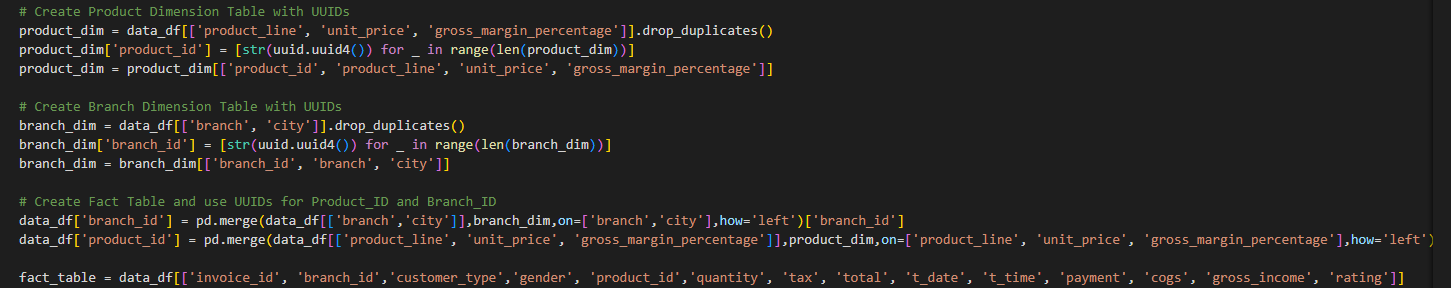 # Create Product Dimension Table with UUIDs
product_dim = data_df[['product_line', 'unit_price', 'gross_margin_percentage']].drop_duplicates()
product_dim['product_id'] = [str(uuid.uuid4()) for _ in range(len(product_dim))]
product_dim = product_dim[['product_id', 'product_line', 'unit_price', 'gross_margin_percentage']]
# Create Branch Dimension Table with UUIDs
branch_dim = data_df[['branch', 'city']].drop_duplicates()
branch_dim['branch_id'] = [str(uuid.uuid4()) for _ in range(len(branch_dim))]
branch_dim = branch_dim[['branch_id', 'branch', 'city']]
# Create Fact Table and use UUIDs for Product_ID and Branch_ID
data_df['branch_id'] = pd.merge(data_df[['branch','city']],branch_dim,on=['branch','city'],how='left')['branch_id']
data_df['product_id'] = pd.merge(data_df[['product_line', 'unit_price', 'gross_margin_percentage']],product_dim,on=['product_line', 'unit_price', 'gross_margin_percentage'],how='left')
fact_table = data_df[['invoice_id', 'branch_id','customer_type','gender', 'product_id','quantity', 'tax', 'total', 't_date', 't_time', 'payment', 'cogs', 'gross_income', 'rating']]